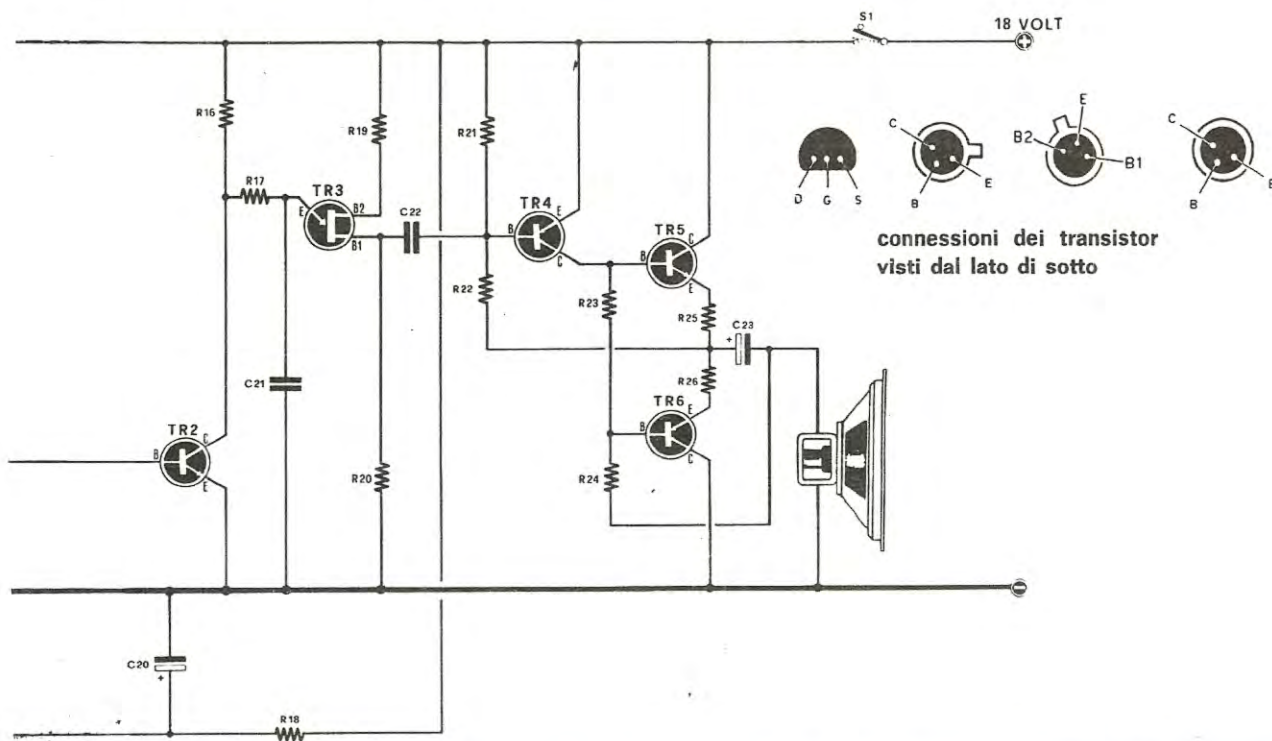 S1
18 VOLT
+
R16
R19
R21
C
E
B2
E
B1
C
D G S
B
E
B
E
R17
TR3
E
B2
B1
C22
TR4
B
E
C
TR5
B
C
E
connessioni dei transistor
visti dal lato di sotto
R22
R23
R25
C23
+
C21
R26
TR6
B
E
C
TR2
B
C
E
R20
R24
C20
+
R18